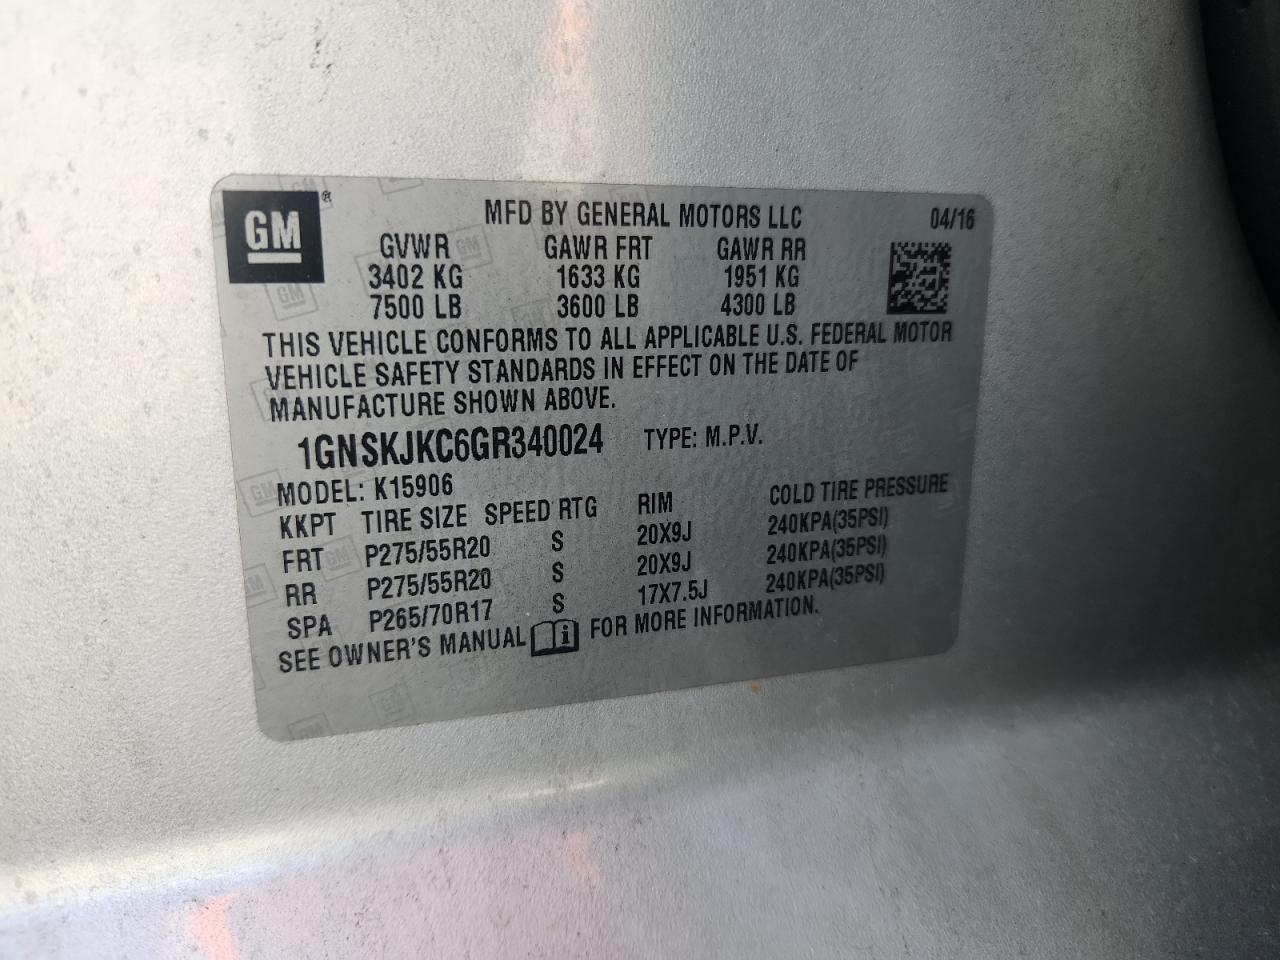 GM ®
MFD BY GENERAL MOTORS LLC 04/16
GVWR GAWR FRT GAWR RR
3402 KG 1633 KG 1951 KG
7500 LB 3600 LB 4300 LB
THIS VEHICLE CONFORMS TO ALL APPLICABLE U.S. FEDERAL MOTOR
VEHICLE SAFETY STANDARDS IN EFFECT ON THE DATE OF
MANUFACTURE SHOWN ABOVE.
1GNSKJKC6GR340024 TYPE: M.P.V.
MODEL: K15906
KKPT TIRE SIZE SPEED RTG RIM COLD TIRE PRESSURE
FRT P275/55R20 S 20X9J 240KPA(35PSI)
RR P275/55R20 S 20X9J 240KPA(35PSI)
SPA P265/70R17 S 17X7.5J 240KPA(35PSI)
SEE OWNER'S MANUAL i FOR MORE INFORMATION.